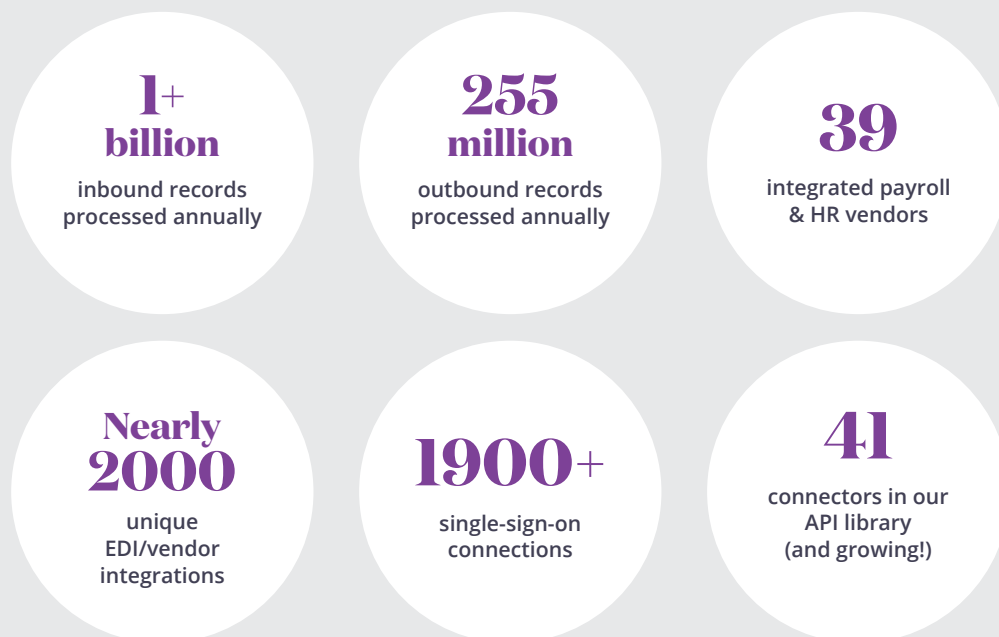 1+
billion
inbound records
processed annually
255
million
outbound records
processed annually
39
integrated payroll
& HR vendors
Nearly
2000
unique
EDI/vendor
integrations
1900+
single-sign-on
connections
41
connectors in our
API library
(and growing!)